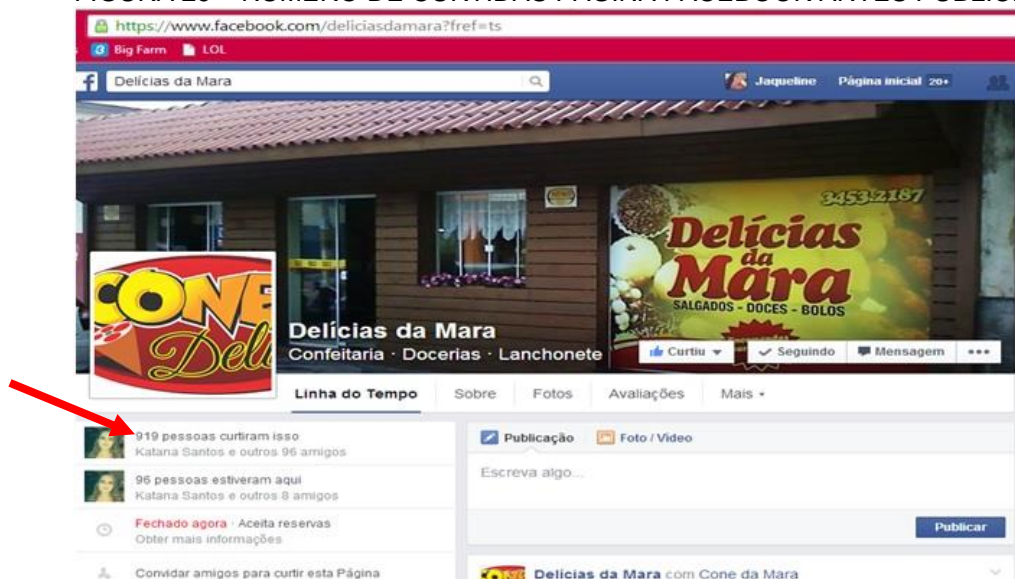 https://www.facebook.com/deliciasdamara?fref=ts
Big Farm LOL
f Delícias da Mara Jaqueline Página inicial 20+
3453.2187
Delícias
da
Mara
SALGADOS - DOCES - BOLOS
CONE
Delí
Delícias da Mara
Confeitaria · Docerias · Lanchonete
Curtiu Seguindo Mensagem
Linha do Tempo Sobre Fotos Avaliações Mais
919 pessoas curtiram isso
Katana Santos e outros 96 amigos
96 pessoas estiveram aqui
Katana Santos e outros 8 amigos
Fechado agora · Aceita reservas
Obter mais informações
Convidar amigos para curtir esta Página
Publicação Foto / Vídeo
Escreva algo...
Publicar
Delícias da Mara com Cone da Mara